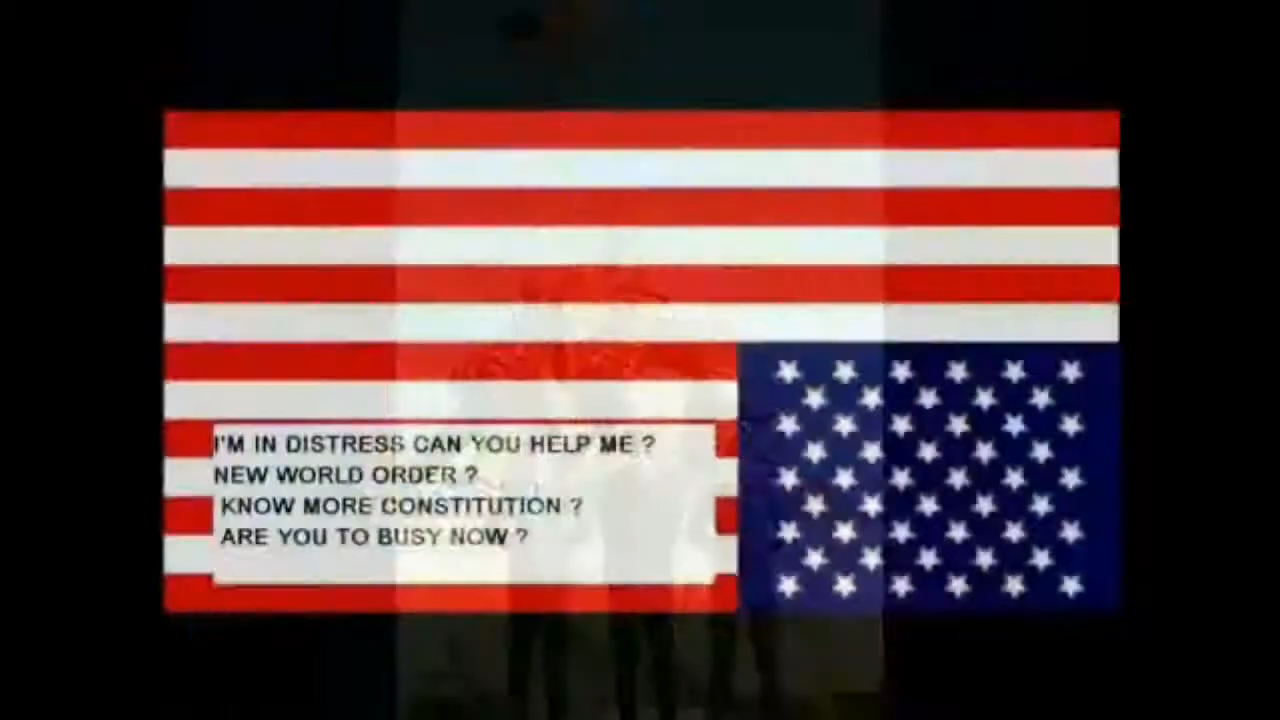 I'M IN DISTRESS CAN YOU HELP ME ?
NEW WORLD ORDER ?
KNOW MORE CONSTITUTION ?
ARE YOU TO BUSY NOW ?